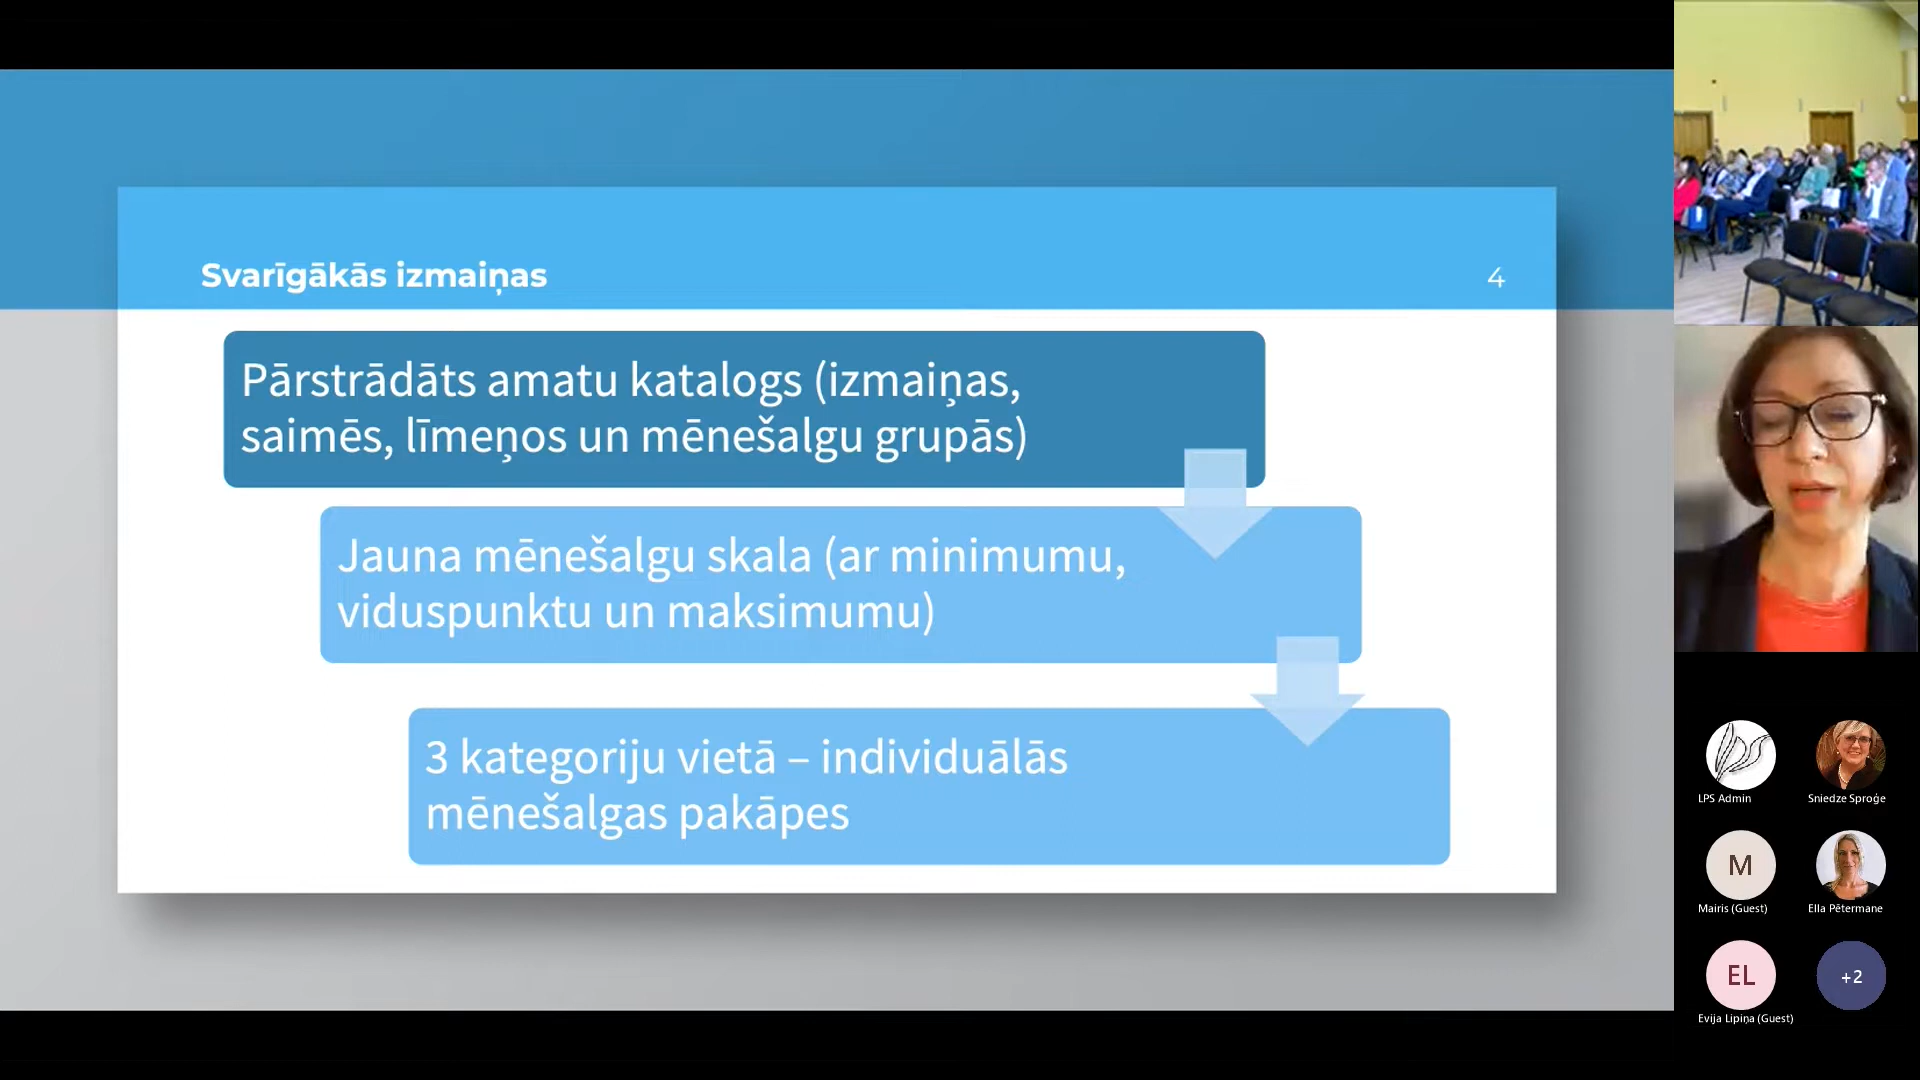 Svarīgākās izmaiņas
4
Pārstrādāts amatu katalogs (izmaiņas,
saimēs, līmeņos un mēnešalgu grupās)
Jauna mēnešalgu skala (ar minimumu,
viduspunktu un maksimumu)
3 kategoriju vietā – individuālās
mēnešalgas pakāpes
LPS Admin
Sniedze Sproģe
M
Mairis (Guest)
Ella Pētermane
EL
Evija Lipiņa (Guest)
+2